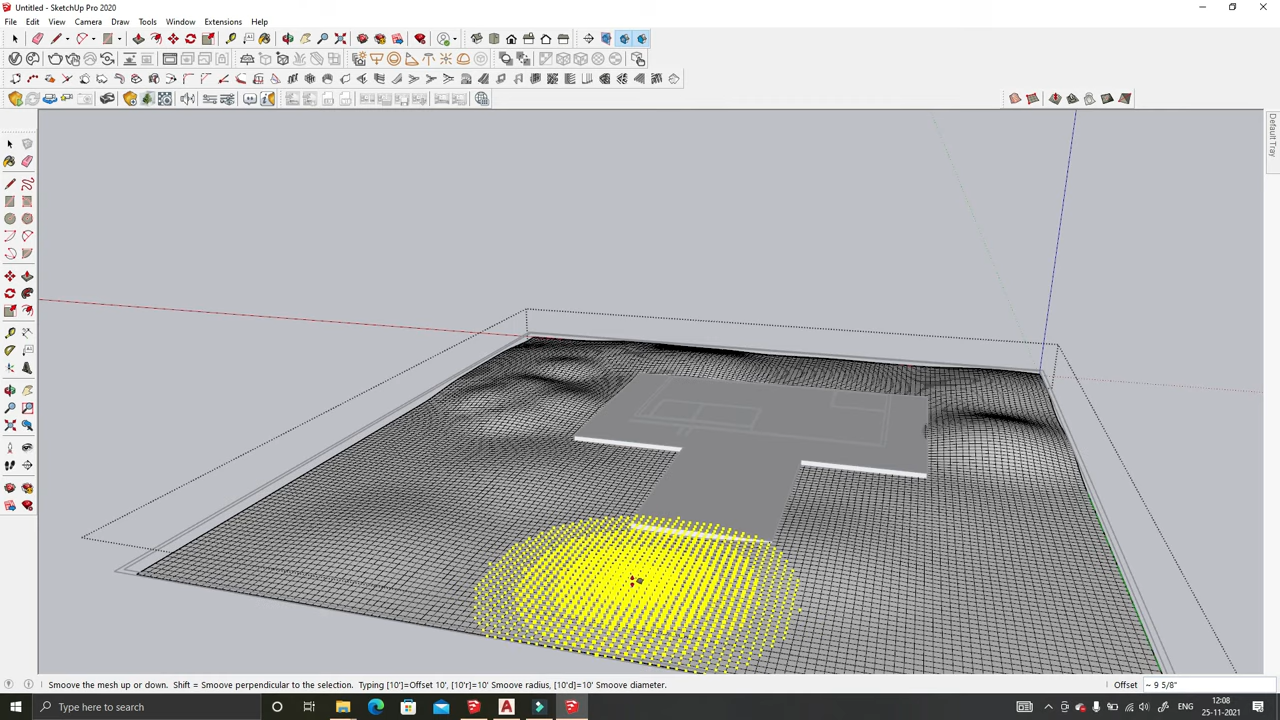 Untitled - SketchUp Pro 2020
File Edit View Camera Draw Tools Window Extensions Help
Default Tray
Smoove the mesh up or down. Shift = Smoove perpendicular to the selection. Typing [10']=Offset 10', [10'r]=10' Smoove radius, [10'd]=10' Smoove diameter.
Offset ~ 9 5/8"
Type here to search
ENG
12:08
25-11-2021